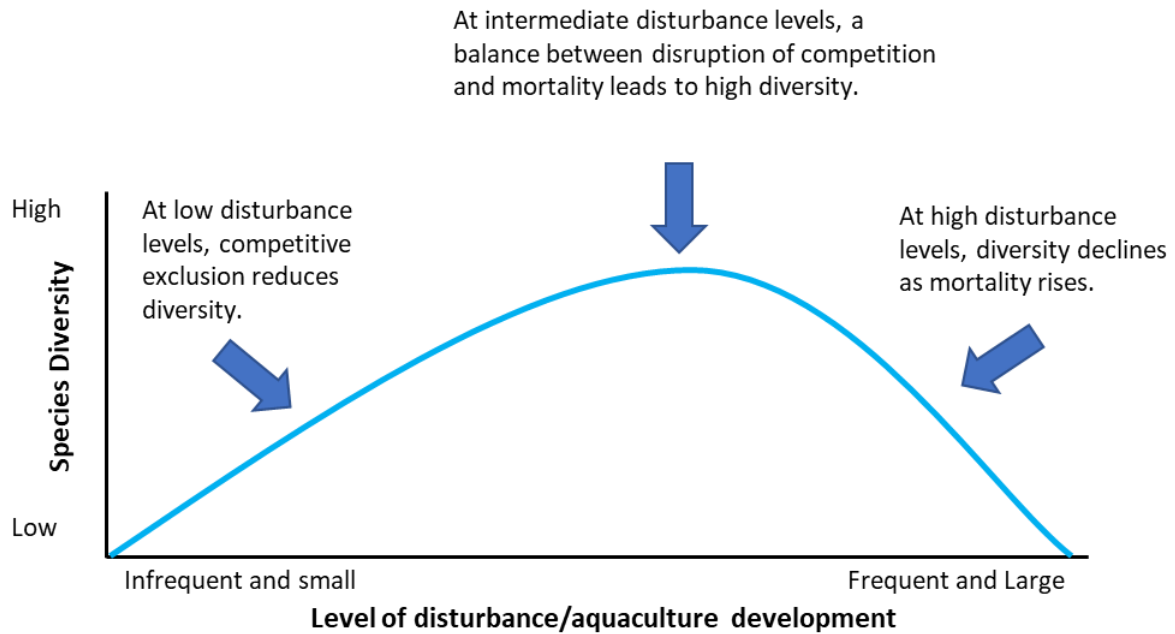 At intermediate disturbance levels, a
balance between disruption of competition
and mortality leads to high diversity.
High
At low disturbance
levels, competitive
exclusion reduces
diversity.
At high disturbance
levels, diversity declines
as mortality rises.
Species Diversity
Low
Infrequent and small
Frequent and Large
Level of disturbance/aquaculture development